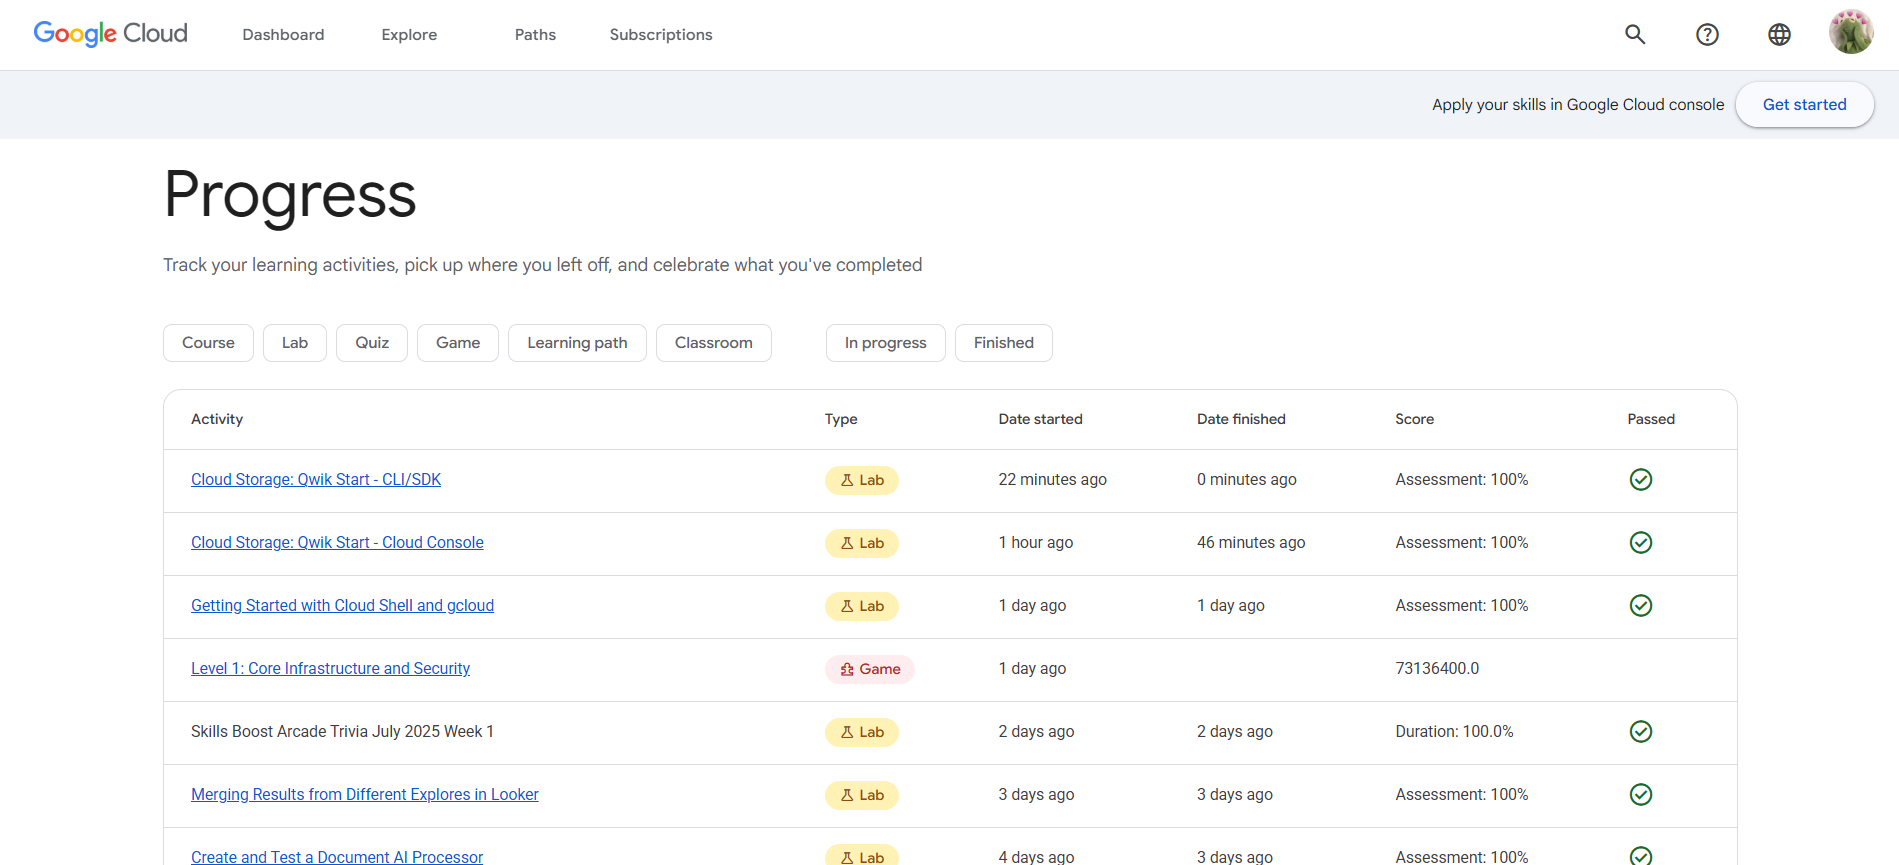 Google Cloud Dashboard Explore Paths Subscriptions
Apply your skills in Google Cloud console Get started
Progress
Track your learning activities, pick up where you left off, and celebrate what you've completed
Course Lab Quiz Game Learning path Classroom In progress Finished
Activity Type Date started Date finished Score Passed
Cloud Storage: Qwik Start - CLI/SDK Lab 22 minutes ago 0 minutes ago Assessment: 100%
Cloud Storage: Qwik Start - Cloud Console Lab 1 hour ago 46 minutes ago Assessment: 100%
Getting Started with Cloud Shell and gcloud Lab 1 day ago 1 day ago Assessment: 100%
Level 1: Core Infrastructure and Security Game 1 day ago 73136400.0
Skills Boost Arcade Trivia July 2025 Week 1 Lab 2 days ago 2 days ago Duration: 100.0%
Merging Results from Different Explores in Looker Lab 3 days ago 3 days ago Assessment: 100%
Create and Test a Document AI Processor Lab 4 days ago 3 days ago Assessment: 100%